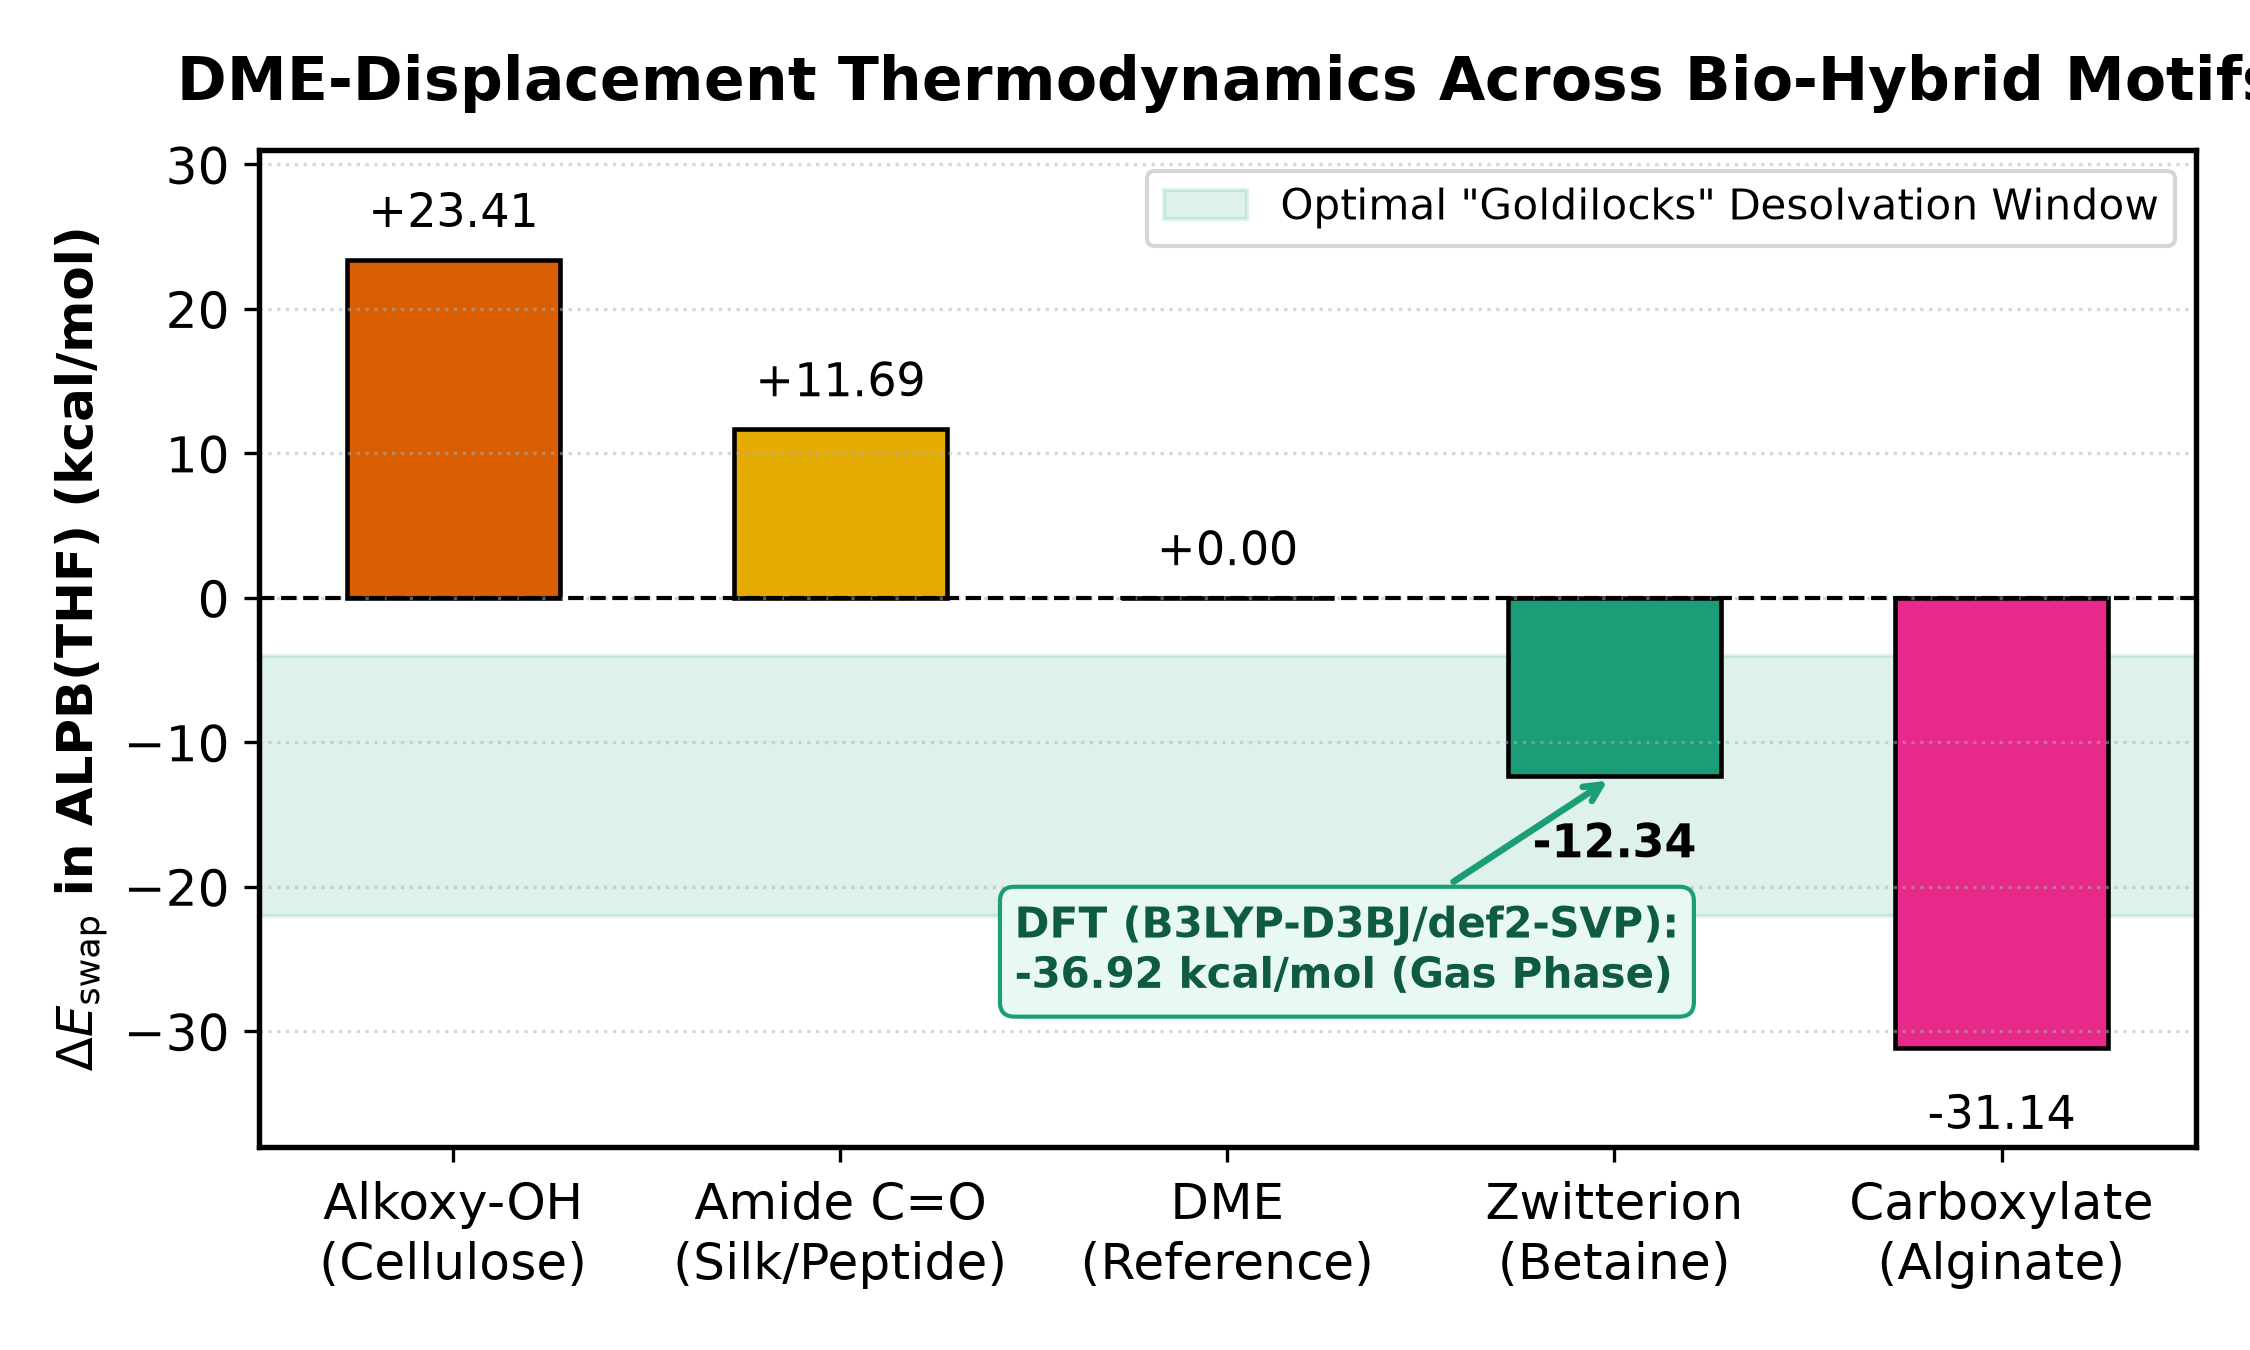 DME-Displacement Thermodynamics Across Bio-Hybrid Motifs
ΔE_swap in ALPB(THF) (kcal/mol)
30
20
10
0
−10
−20
−30
Optimal "Goldilocks" Desolvation Window
+23.41
+11.69
+0.00
-12.34
-31.14
DFT (B3LYP-D3BJ/def2-SVP):
-36.92 kcal/mol (Gas Phase)
Alkoxy-OH
(Cellulose)
Amide C=O
(Silk/Peptide)
DME
(Reference)
Zwitterion
(Betaine)
Carboxylate
(Alginate)